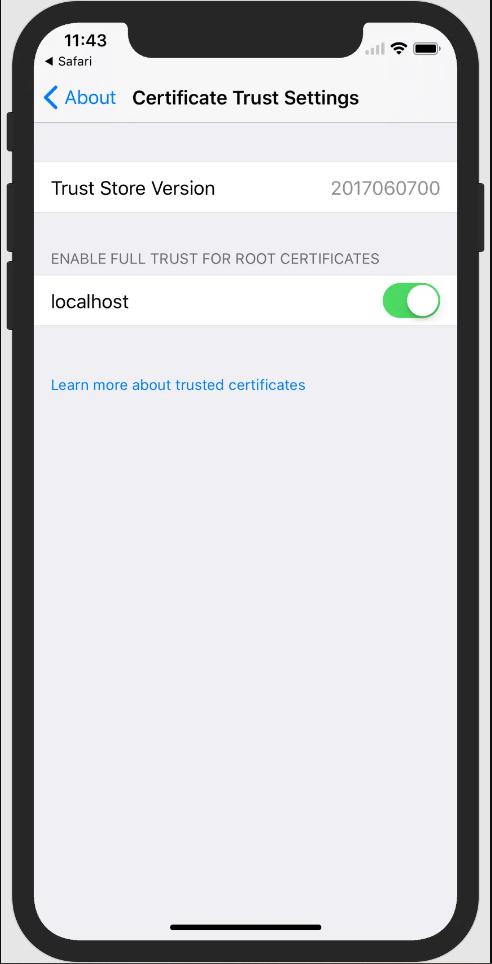 11:43
Safari
About Certificate Trust Settings
Trust Store Version 2017060700
ENABLE FULL TRUST FOR ROOT CERTIFICATES
localhost
Learn more about trusted certificates